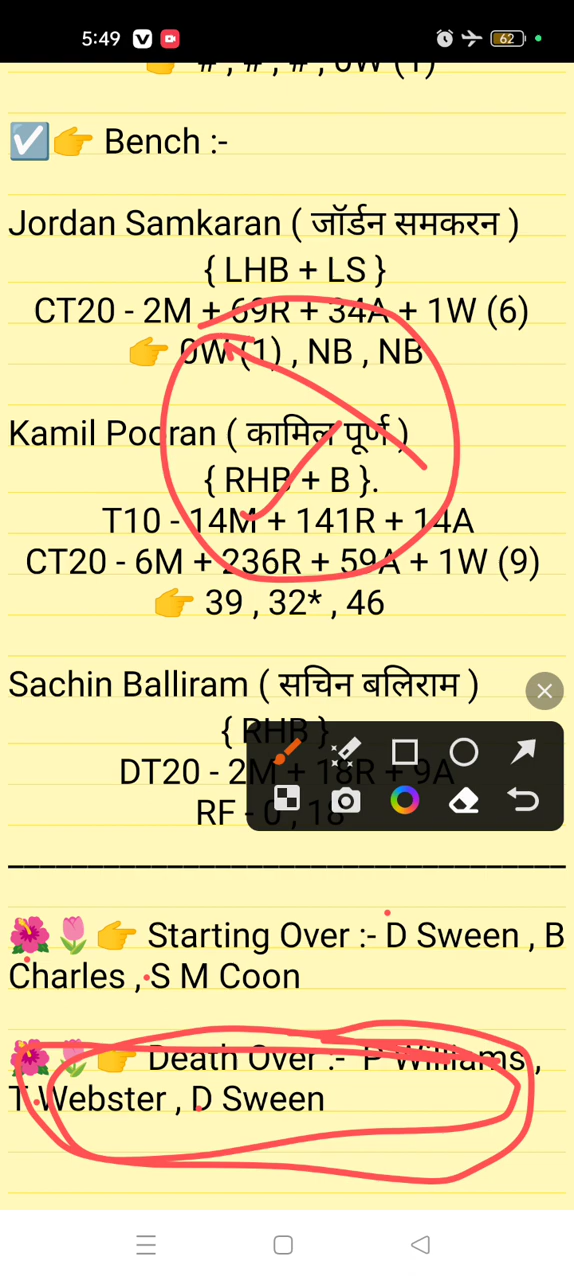 5:49
62
# , # , # , 0W (1)
Bench :-
Jordan Samkaran ( जॉर्डन समकरन )
{ LHB + LS }
CT20 - 2M + 69R + 34A + 1W (6)
0W (1) , NB , NB
Kamil Pooran ( कामिल पूर्ण )
{ RHB + B }.
T10 - 14M + 141R + 14A
CT20 - 6M + 236R + 59A + 1W (9)
39 , 32* , 46
Sachin Balliram ( सचिन बलिराम )
{ RHB }
DT20 - 2M + 18R + 9A
RF - 0 , 18
Starting Over :- D Sween , B
Charles , S M Coon
Death Over :- P Williams ,
T Webster , D Sween